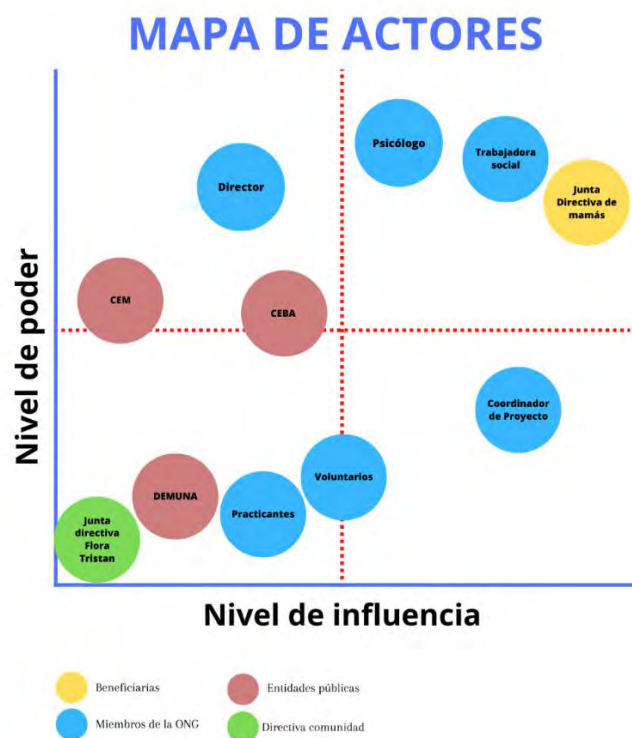 MAPA DE ACTORES
Psicólogo
Trabajadora
social
Director
Junta
Directiva de
mamás
CEM
CEBA
Nivel de poder
Coordinador
de Proyecto
Voluntarios
DEMUNA
Practicantes
Junta
directiva
Flora
Tristan
Nivel de influencia
Beneficiarias
Entidades públicas
Miembros de la ONG
Directiva comunidad